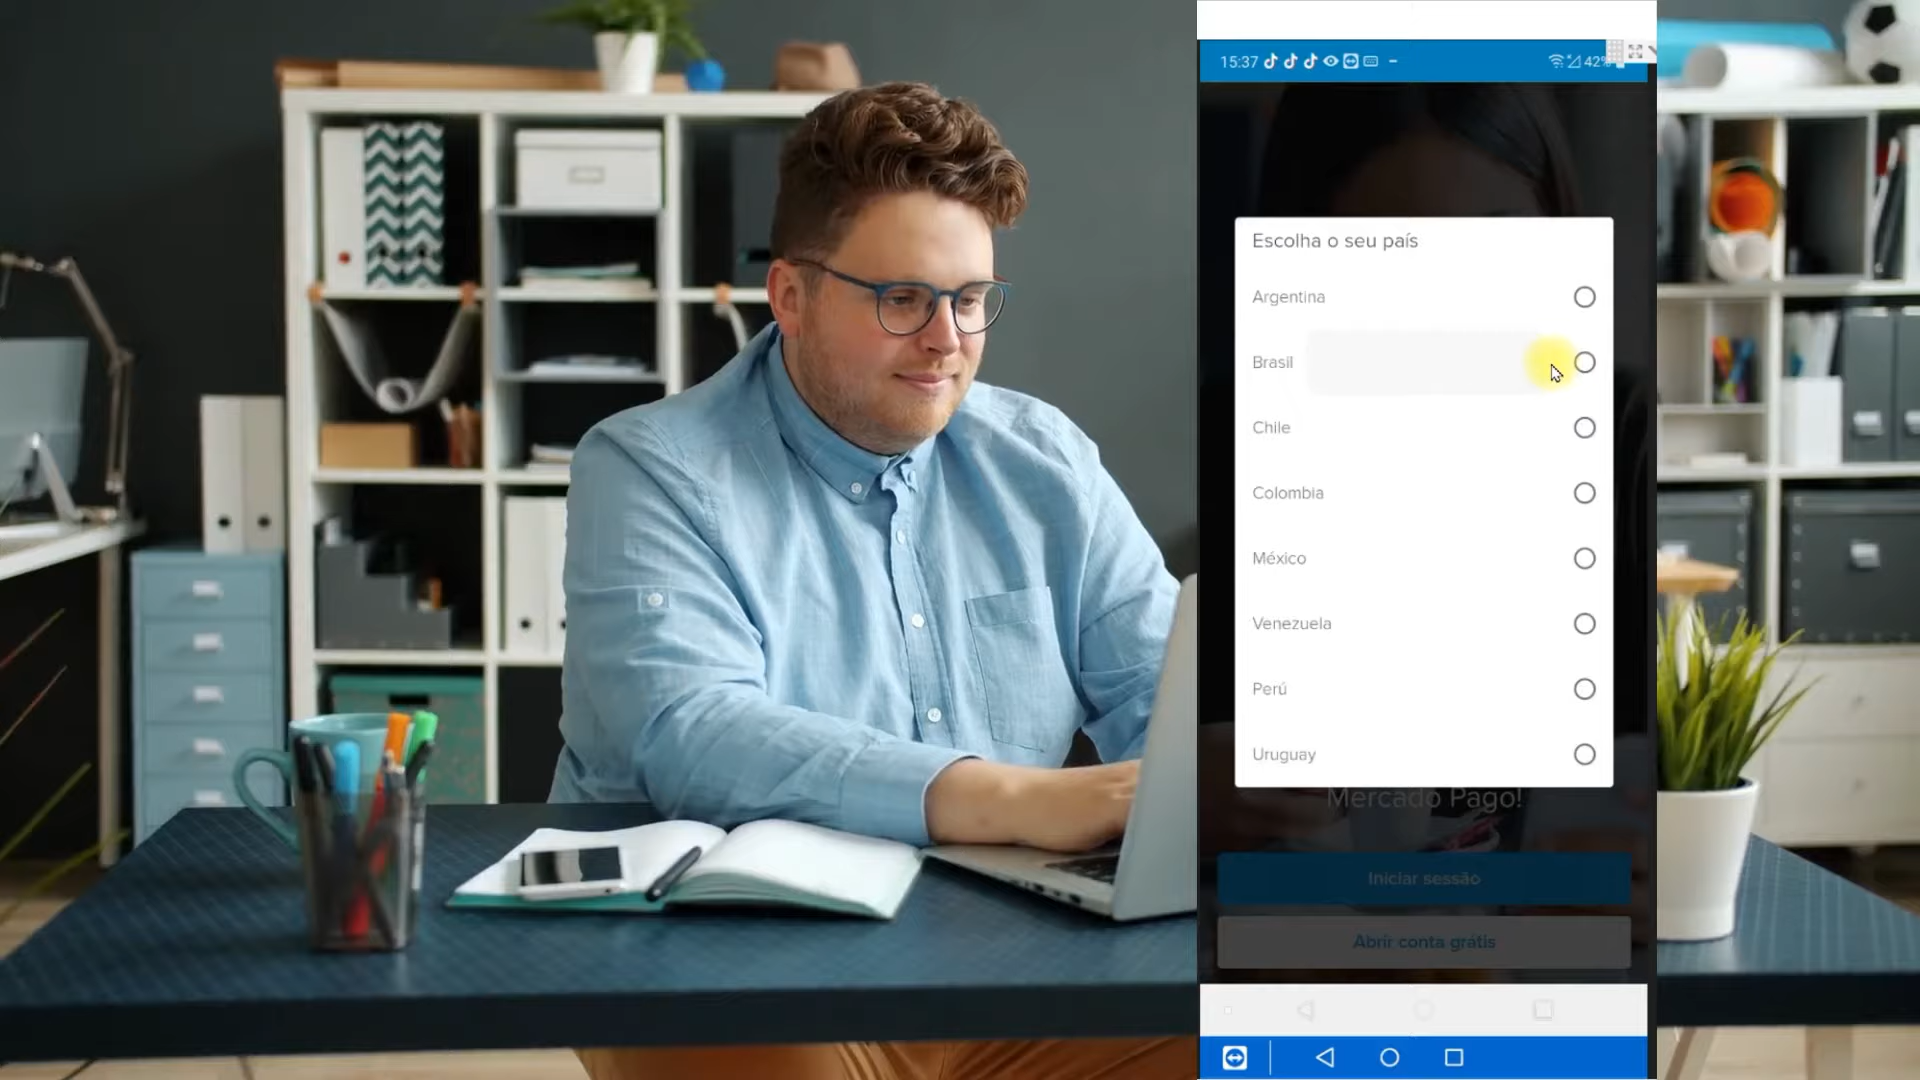 15:37
42%
Escolha o seu país
Argentina
Brasil
Chile
Colombia
México
Venezuela
Perú
Uruguay
Mercado Pago!
Iniciar sessão
Abrir conta grátis